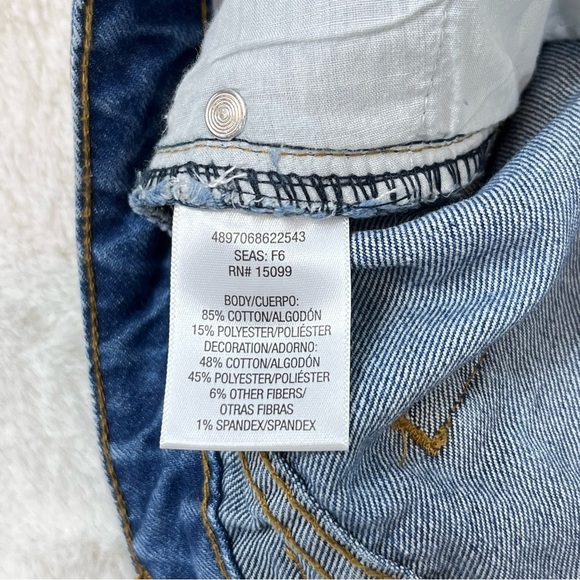 4897068622543
SEAS: F6
RN# 15099
BODY/CUERPO:
85% COTTON/ALGODÓN
15% POLYESTER/POLIÉSTER
DECORATION/ADORNO:
48% COTTON/ALGODÓN
45% POLYESTER/POLIÉSTER
6% OTHER FIBERS/
OTRAS FIBRAS
1% SPANDEX/SPANDEX